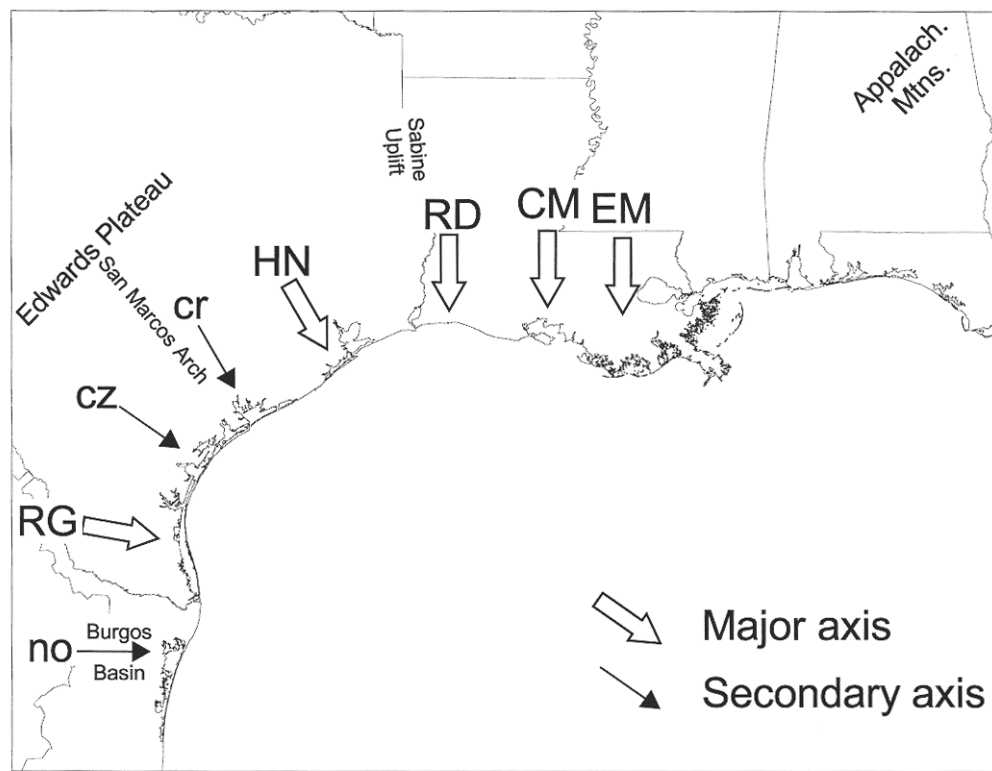 Appalach.
Mtns.
Sabine
Uplift
CM
EM
RD
Edwards Plateau
San Marcos Arch
HN
cr
cz
RG
no
Burgos
Basin
Major axis
Secondary axis